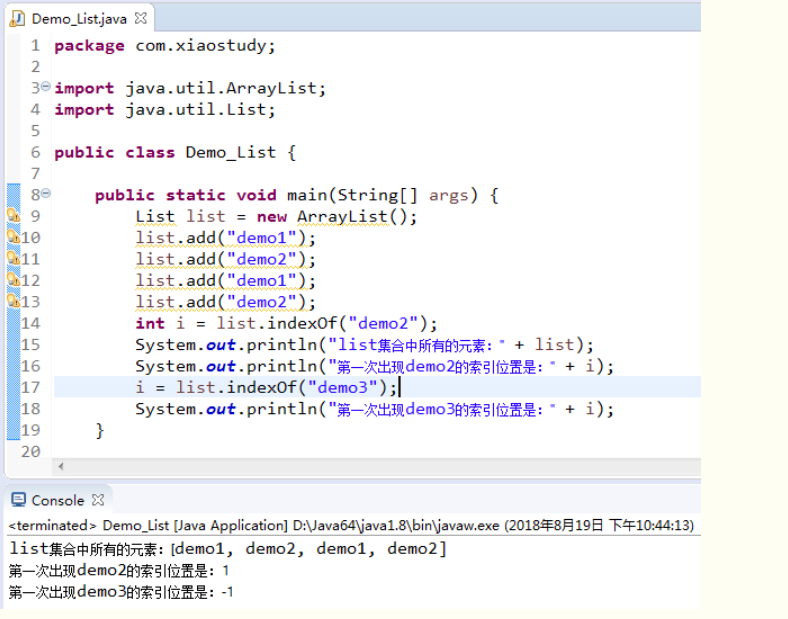 Demo_List.java
1 package com.xiaostudy;
2
3 import java.util.ArrayList;
4 import java.util.List;
5
6 public class Demo_List {
7
8     public static void main(String[] args) {
9         List list = new ArrayList();
10         list.add("demo1");
11         list.add("demo2");
12         list.add("demo1");
13         list.add("demo2");
14         int i = list.indexOf("demo2");
15         System.out.println("list集合中所有的元素：" + list);
16         System.out.println("第一次出现demo2的索引位置是：" + i);
17         i = list.indexOf("demo3");
18         System.out.println("第一次出现demo3的索引位置是：" + i);
19     }
20
Console
<terminated> Demo_List [Java Application] D:\Java64\java1.8\bin\javaw.exe (2018年8月19日 下午10:44:13)
list集合中所有的元素：[demo1, demo2, demo1, demo2]
第一次出现demo2的索引位置是：1
第一次出现demo3的索引位置是：-1